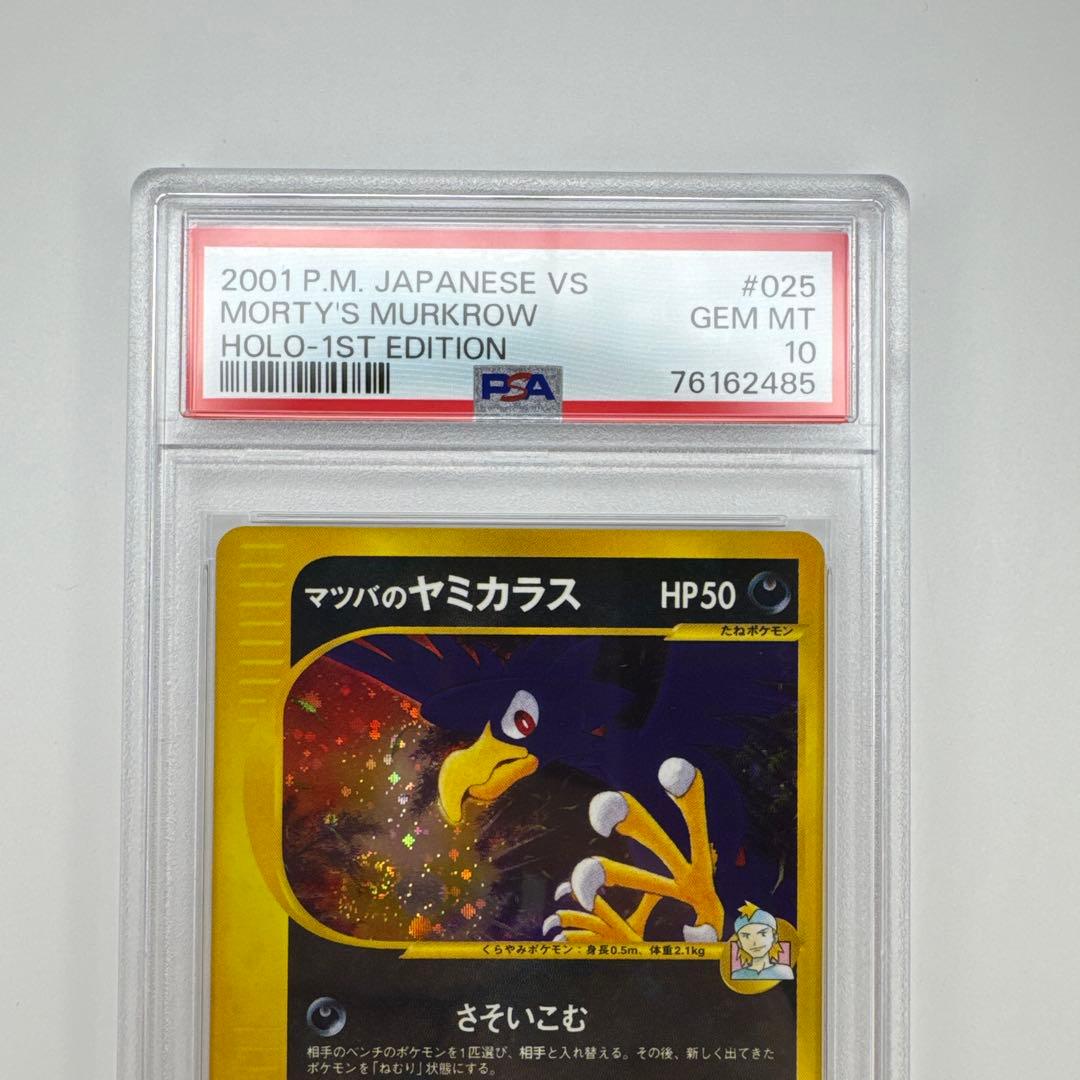 2001 P.M. JAPANESE VS #025
MORTY'S MURKROW GEM MT
HOLO-1ST EDITION 10
PSA 76162485
マツバのヤミカラス HP50
たねポケモン
くらやみポケモン：身長0.5m、体重2.1kg
さそいこむ
相手のベンチのポケモンを1匹選び、相手と入れ替える。その後、新しく出てきた
ポケモンを「ねむり」状態にする。